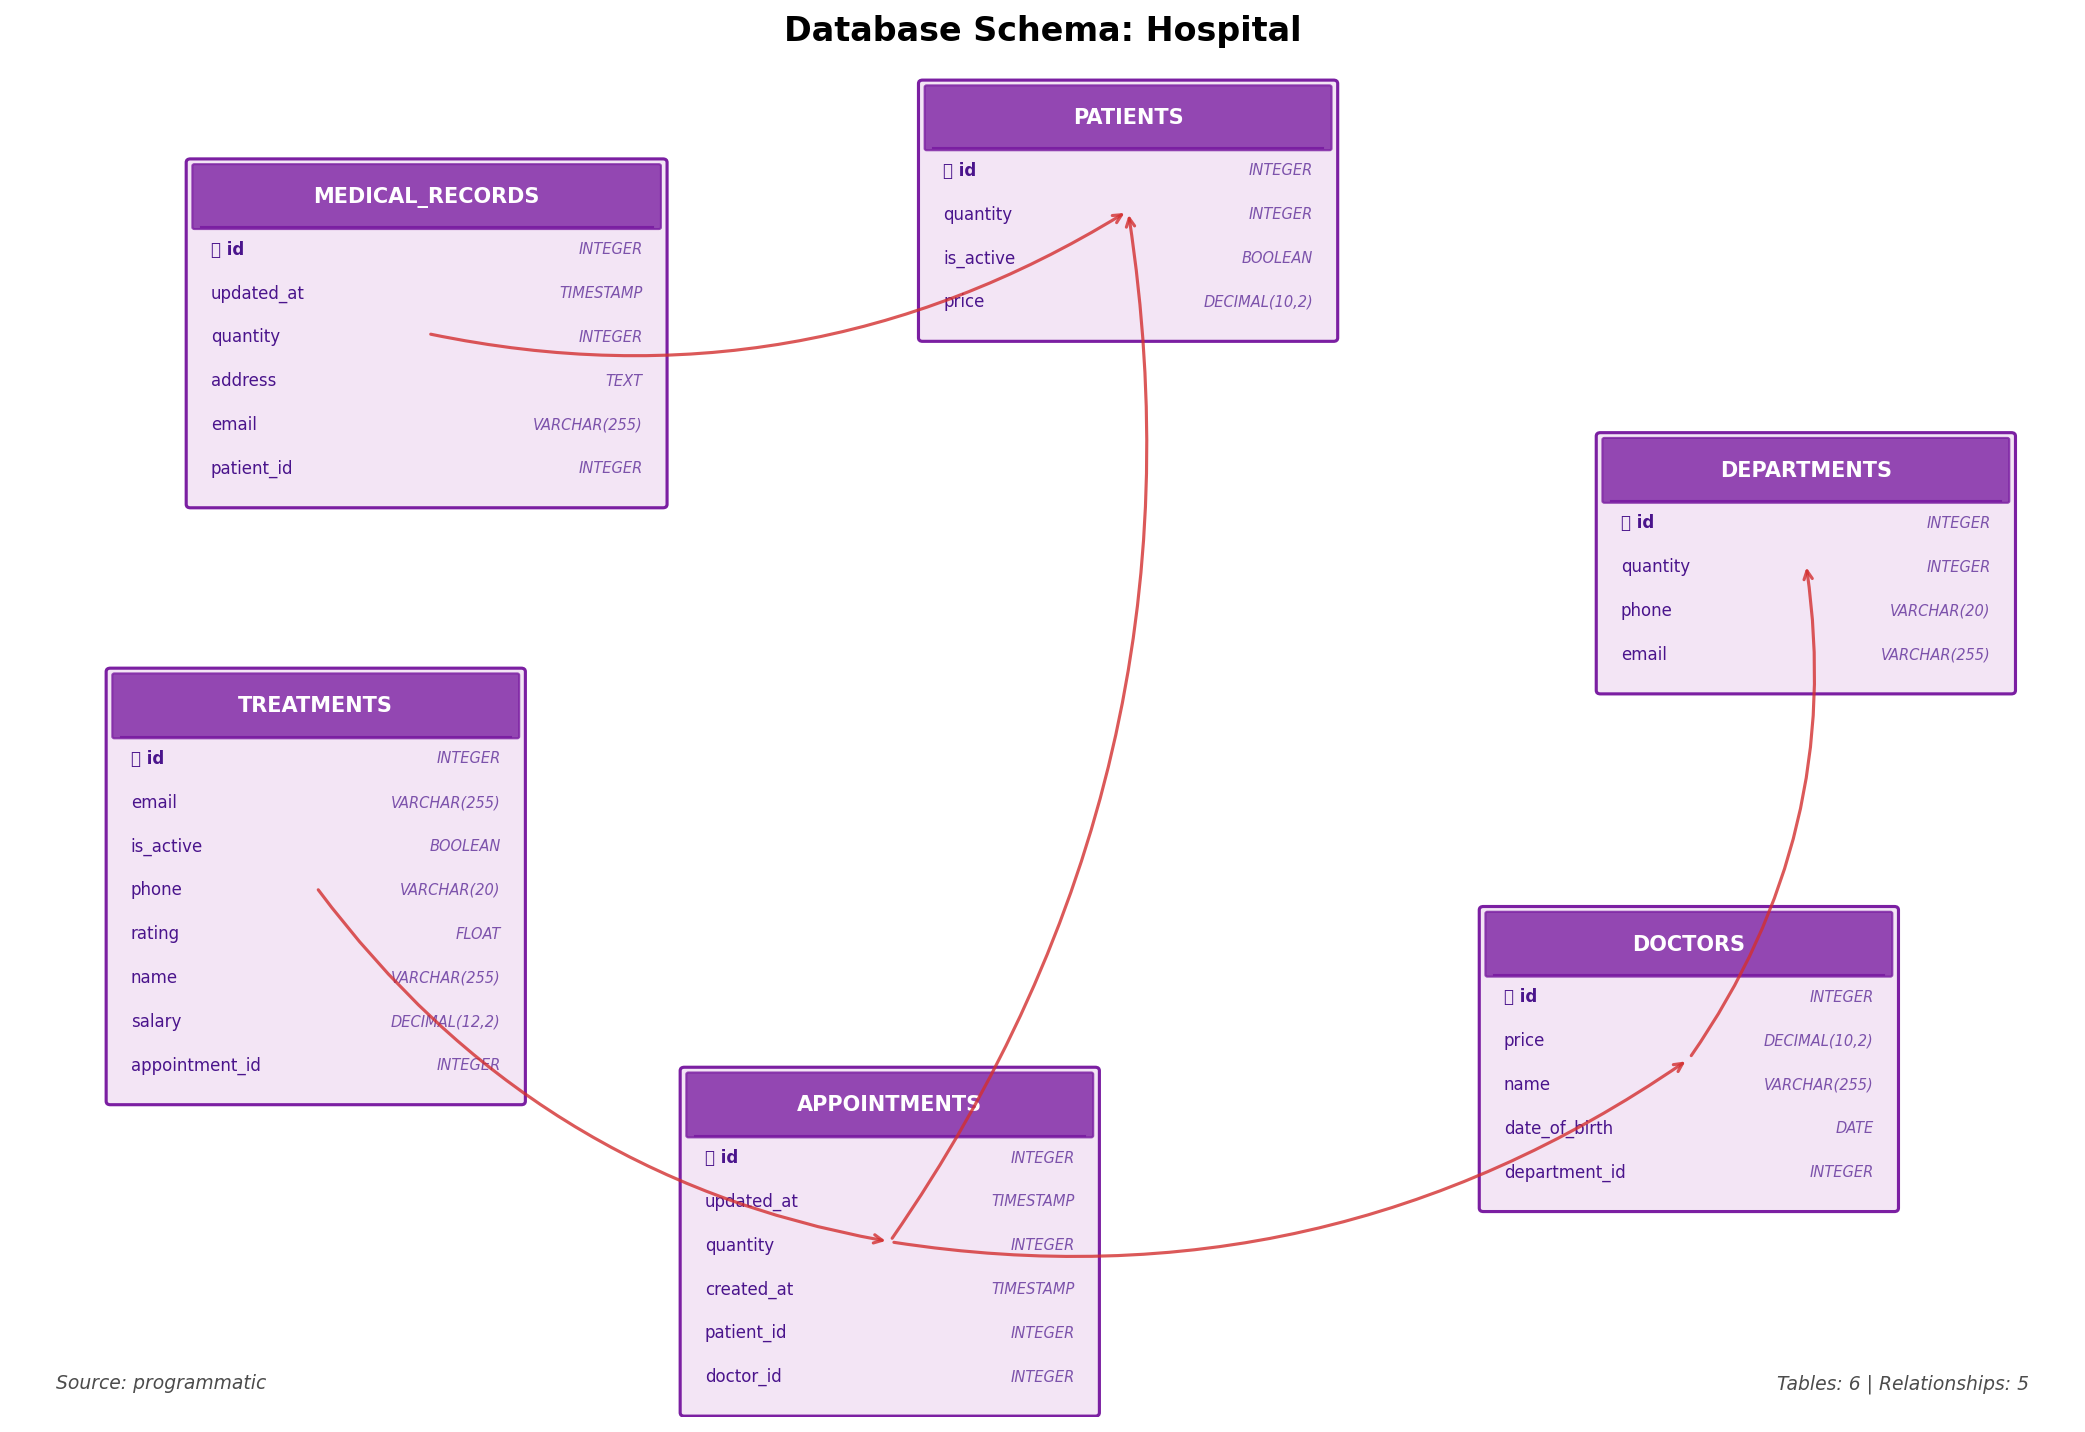 Database Schema: Hospital
PATIENTS
id INTEGER
quantity INTEGER
is_active BOOLEAN
price DECIMAL(10,2)
MEDICAL_RECORDS
id INTEGER
updated_at TIMESTAMP
quantity INTEGER
address TEXT
email VARCHAR(255)
patient_id INTEGER
DEPARTMENTS
id INTEGER
quantity INTEGER
phone VARCHAR(20)
email VARCHAR(255)
TREATMENTS
id INTEGER
email VARCHAR(255)
is_active BOOLEAN
phone VARCHAR(20)
rating FLOAT
name VARCHAR(255)
salary DECIMAL(12,2)
appointment_id INTEGER
DOCTORS
id INTEGER
price DECIMAL(10,2)
name VARCHAR(255)
date_of_birth DATE
department_id INTEGER
APPOINTMENTS
id INTEGER
updated_at TIMESTAMP
quantity INTEGER
created_at TIMESTAMP
patient_id INTEGER
doctor_id INTEGER
Source: programmatic
Tables: 6 | Relationships: 5